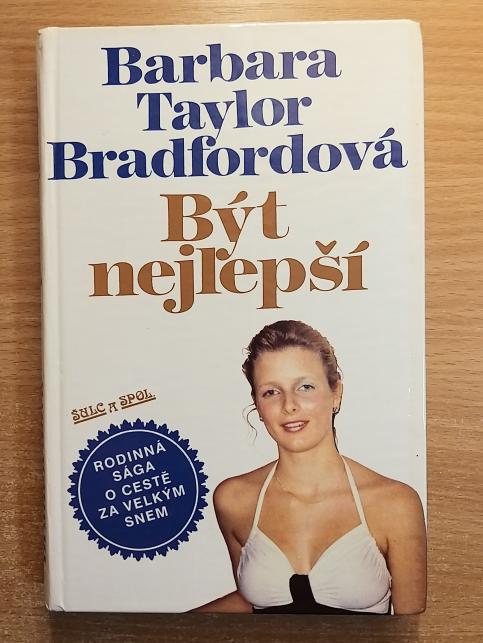 Barbara
Taylor
Bradfordová
Být
nejlepší
ŠULC A SPOL.
RODINNÁ
SÁGA
O CESTĚ
ZA VELKÝM
SNEM